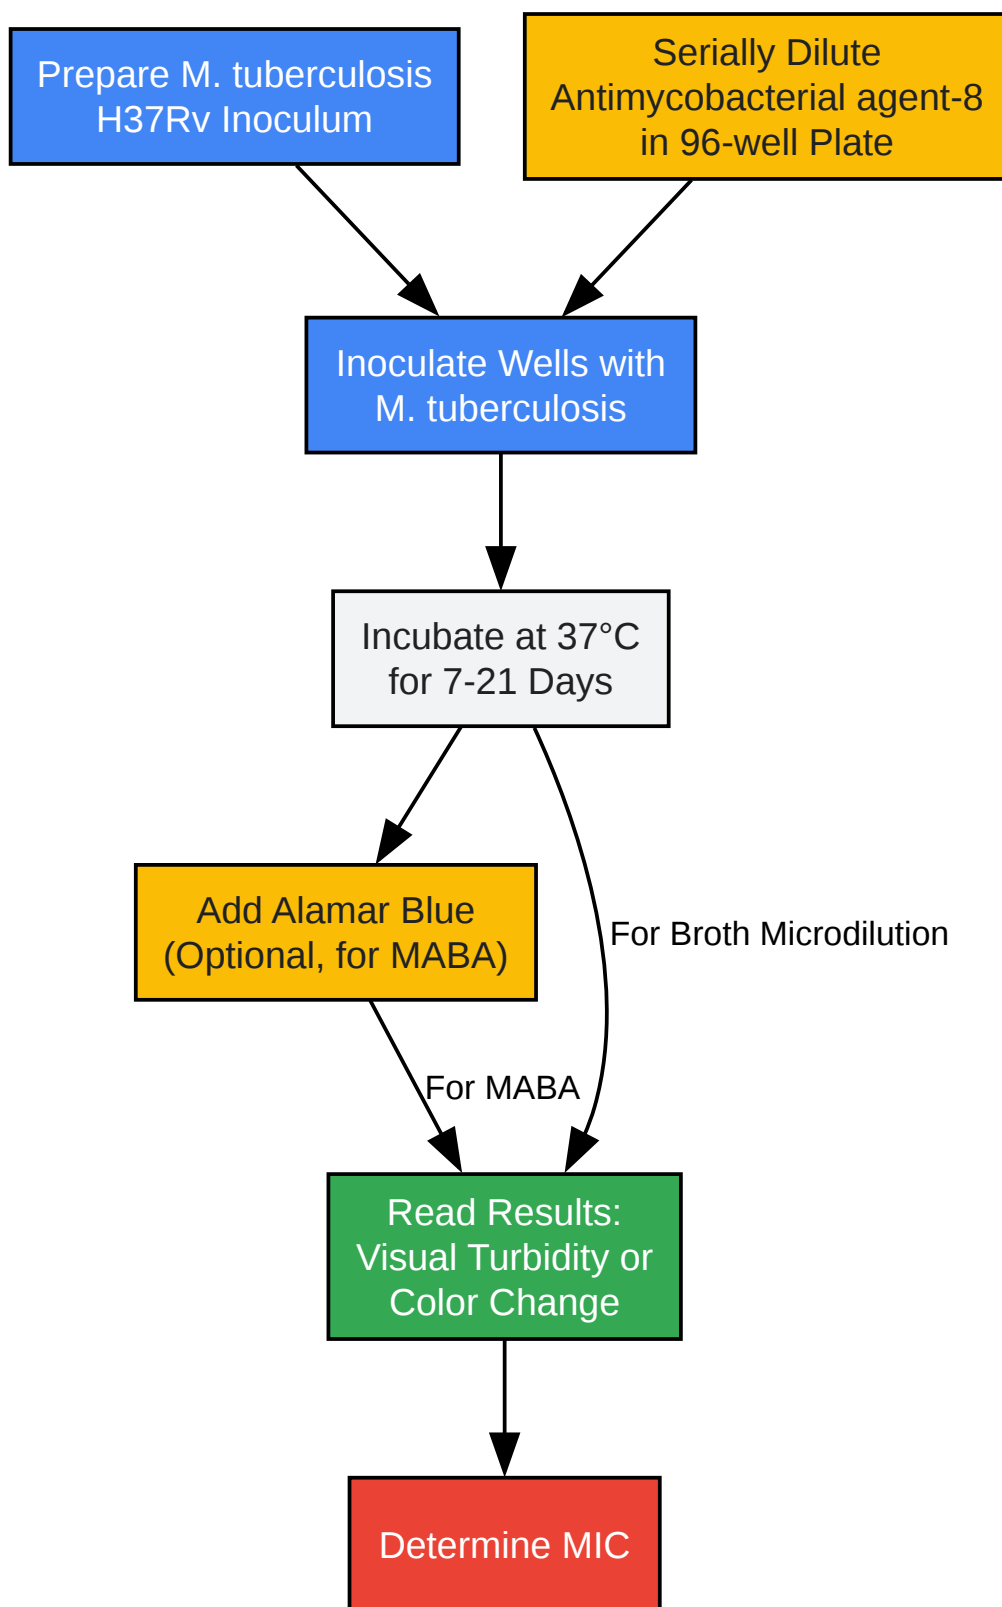 Prepare M. tuberculosis
H37Rv Inoculum
Serially Dilute
Antimycobacterial agent-8
in 96-well Plate
Inoculate Wells with
M. tuberculosis
Incubate at 37°C
for 7-21 Days
Add Alamar Blue
(Optional, for MABA)
For Broth Microdilution
For MABA
Read Results:
Visual Turbidity or
Color Change
Determine MIC